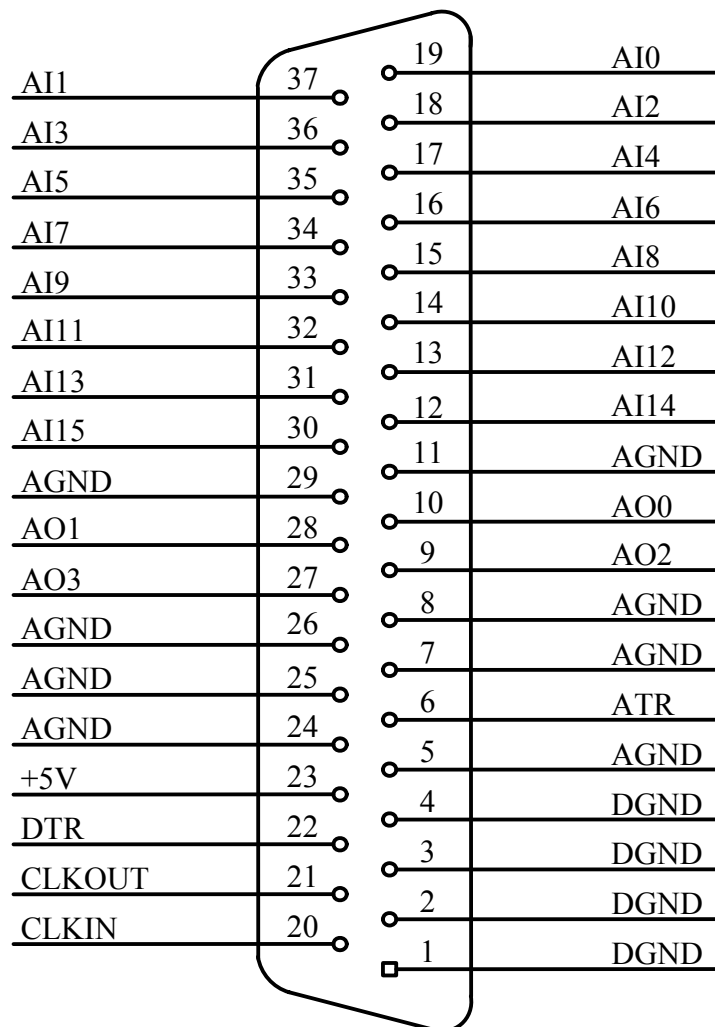 19 AI0
AI1 37
18 AI2
AI3 36
17 AI4
AI5 35
16 AI6
AI7 34
15 AI8
AI9 33
14 AI10
AI11 32
13 AI12
AI13 31
12 AI14
AI15 30
11 AGND
AGND 29
10 AO0
AO1 28
9 AO2
AO3 27
8 AGND
AGND 26
7 AGND
AGND 25
6 ATR
AGND 24
5 AGND
+5V 23
4 DGND
DTR 22
3 DGND
CLKOUT 21
2 DGND
CLKIN 20
1 DGND